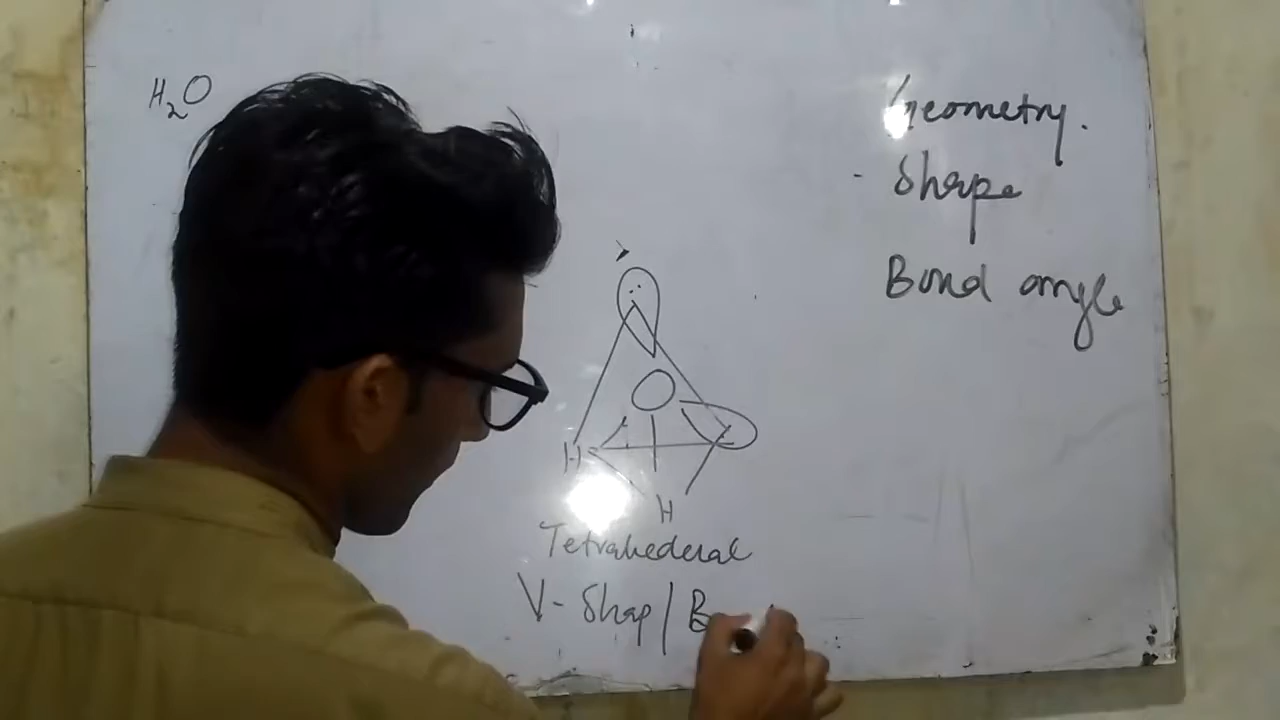 H₂O
Geometry.
- Shape
Bond angle
O
H
H
Tetrahederal
V- Shap / B